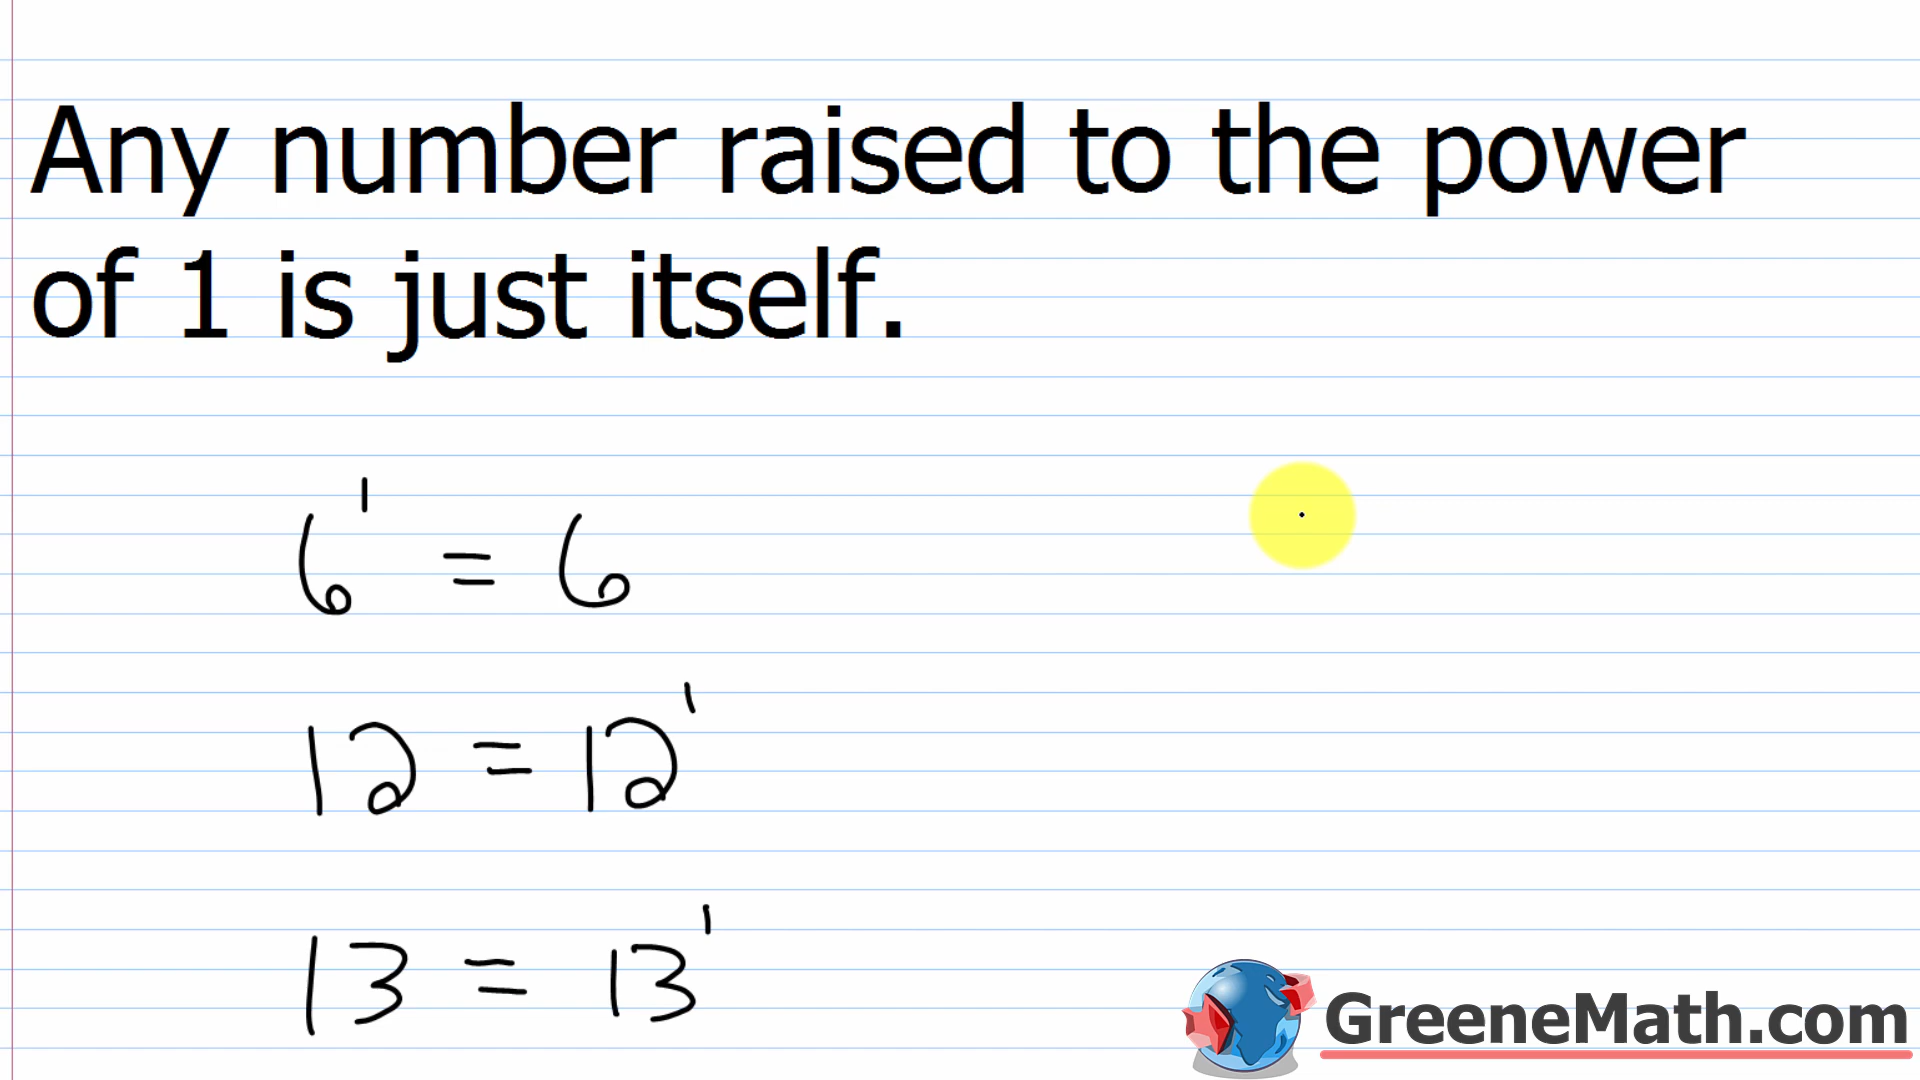 Any number raised to the power
of 1 is just itself.
6¹ = 6
12 = 12¹
13 = 13¹
GreeneMath.com